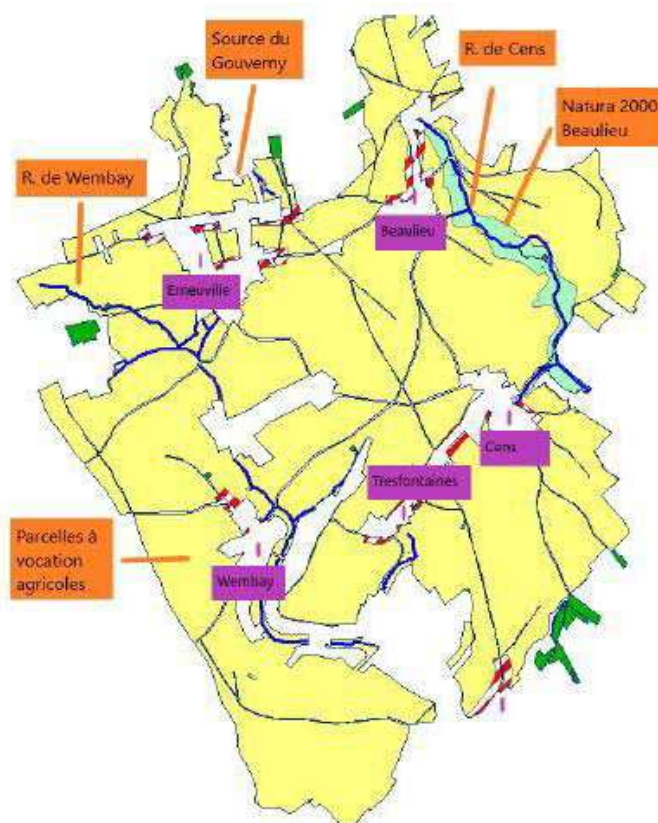 Source du
Gouverny
R. de Cens
Natura 2000
Beaulieu
R. de Wembay
Beaulieu
Erneuville
Cens
Tresfontaines
Parcelles à
vocation
agricoles
Wembay